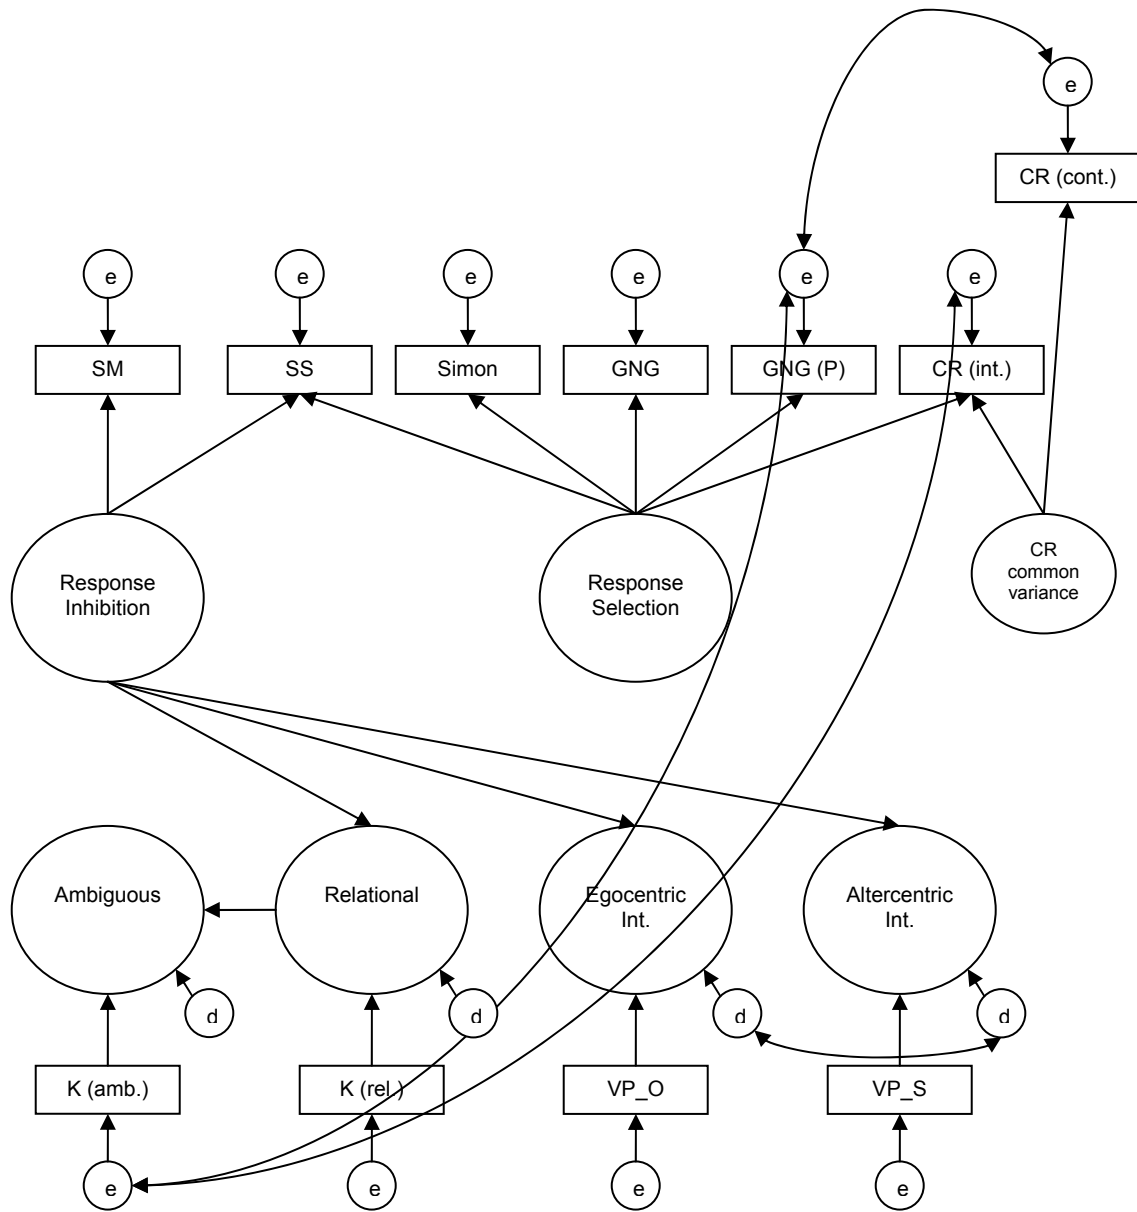 e
CR (cont.)
e
e
e
e
e
e
SM
SS
Simon
GNG
GNG (P)
CR (int.)
Response
Inhibition
Response
Selection
CR
common
variance
Ambiguous
Relational
Egocentric
Int.
Altercentric
Int.
d
d
d
d
K (amb.)
K (rel.)
VP_O
VP_S
e
e
e
e